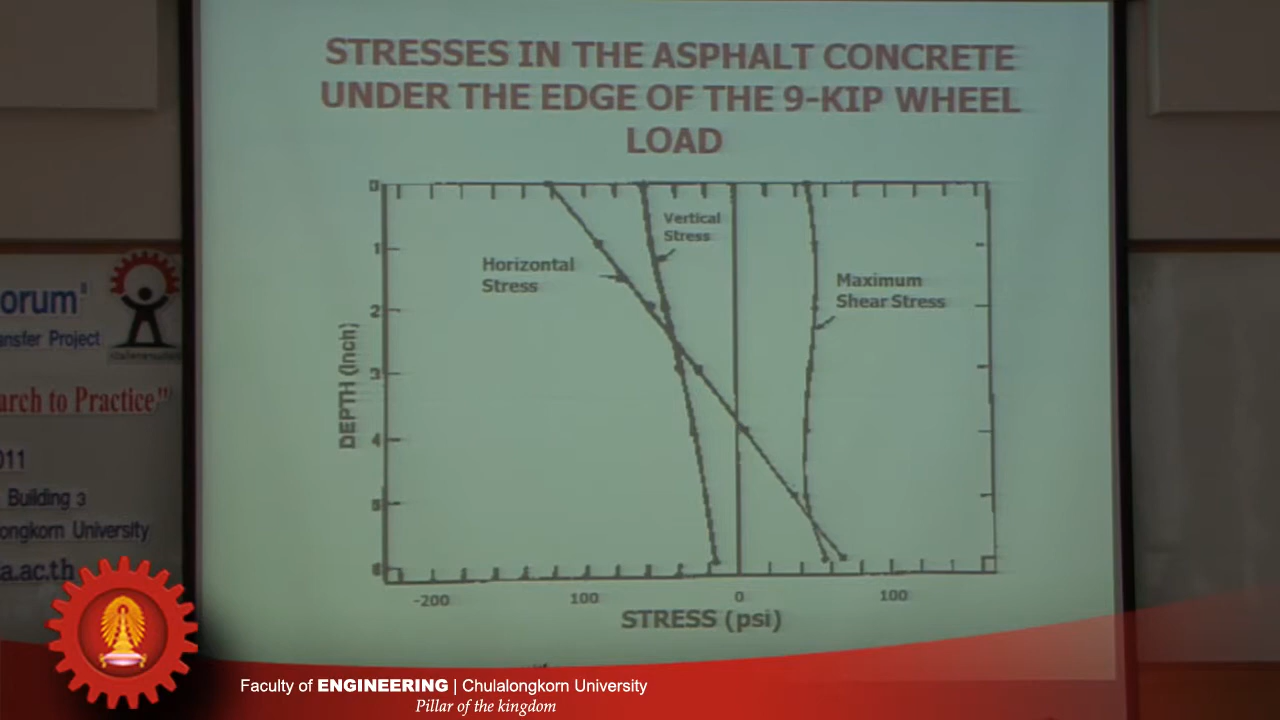 STRESSES IN THE ASPHALT CONCRETE
UNDER THE EDGE OF THE 9-KIP WHEEL
LOAD
0
1
2
3
4
5
6
DEPTH (Inch)
Vertical
Stress
Horizontal
Stress
Maximum
Shear Stress
-200
100
0
100
STRESS (psi)
orum"
ansfer Project
arch to Practice"
011
Building 3
ongkorn University
a.ac.th
Faculty of ENGINEERING | Chulalongkorn University
Pillar of the kingdom